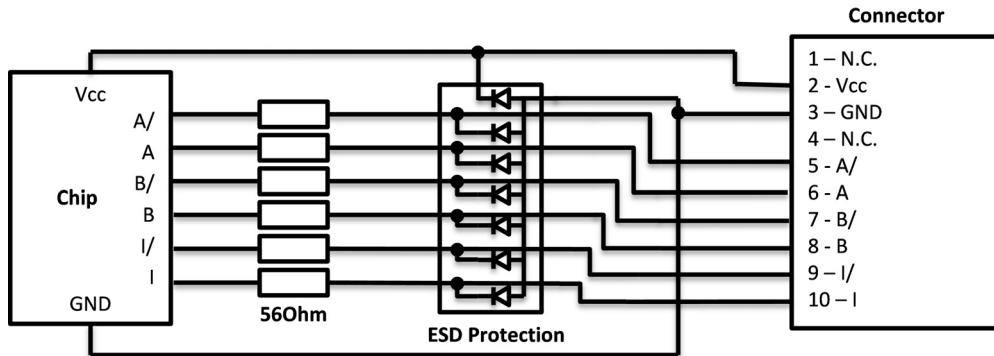 Connector
1 – N.C.
2 - Vcc
3 – GND
4 – N.C.
5 - A/
6 - A
7 - B/
8 - B
9 – I/
10 – I
Vcc
A/
A
B/
Chip
B
I/
I
GND
56Ohm
ESD Protection